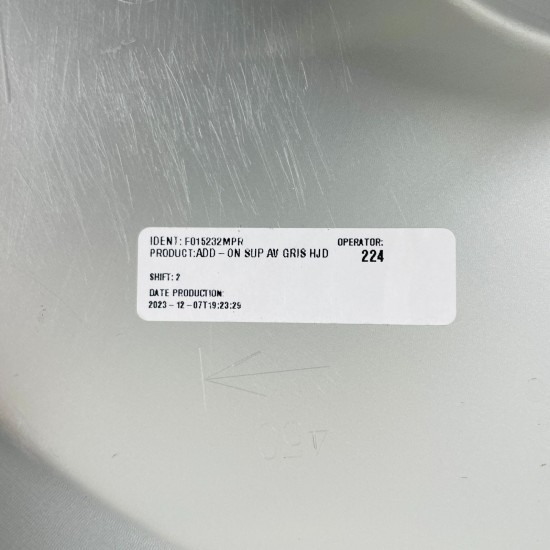 IDENT: F015232MPR
OPERATOR:
PRODUCT:ADD - ON SUP AV GRIS HJD
224
SHIFT: 2
DATE PRODUCTION:
2023-12-07T19:23:29